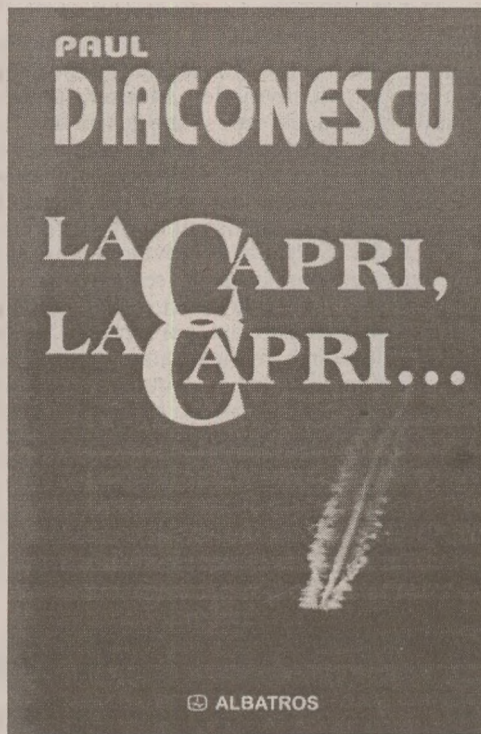 PAUL
DIACONESCU
LA CAPRI,
LA CAPRI...
ALBATROS